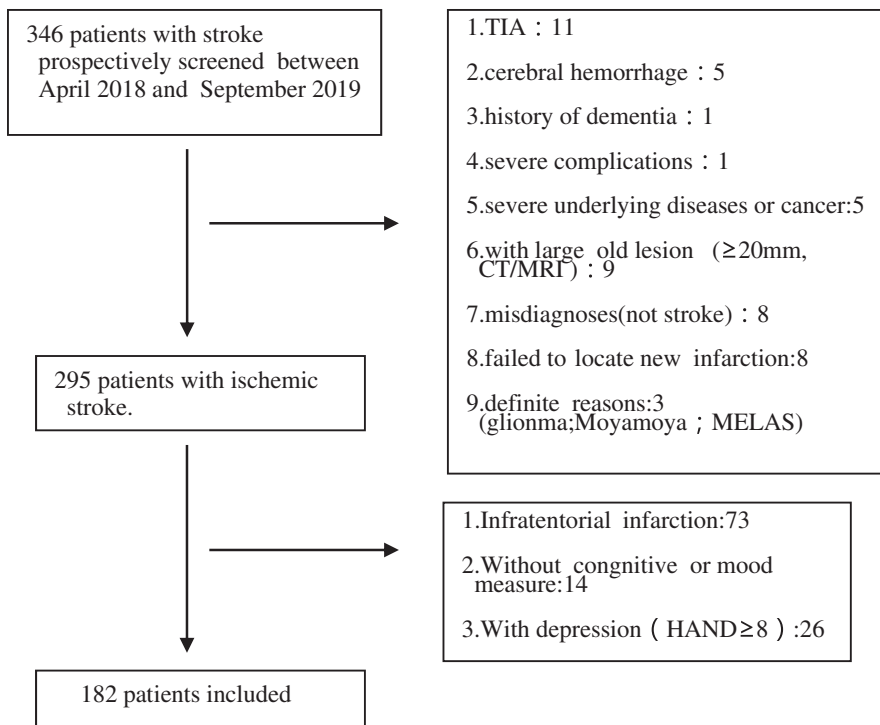 346 patients with stroke
prospectively screened between
April 2018 and September 2019
1.TIA：11
2.cerebral hemorrhage：5
3.history of dementia：1
4.severe complications：1
5.severe underlying diseases or cancer:5
6.with large old lesion (≥20mm,
CT/MRI)：9
7.misdiagnoses(not stroke)：8
8.failed to locate new infarction:8
9.definite reasons:3
(glionma;Moyamoya；MELAS)
295 patients with ischemic
stroke.
1.Infratentorial infarction:73
2.Without congnitive or mood
measure:14
3.With depression（HAND≥8）:26
182 patients included